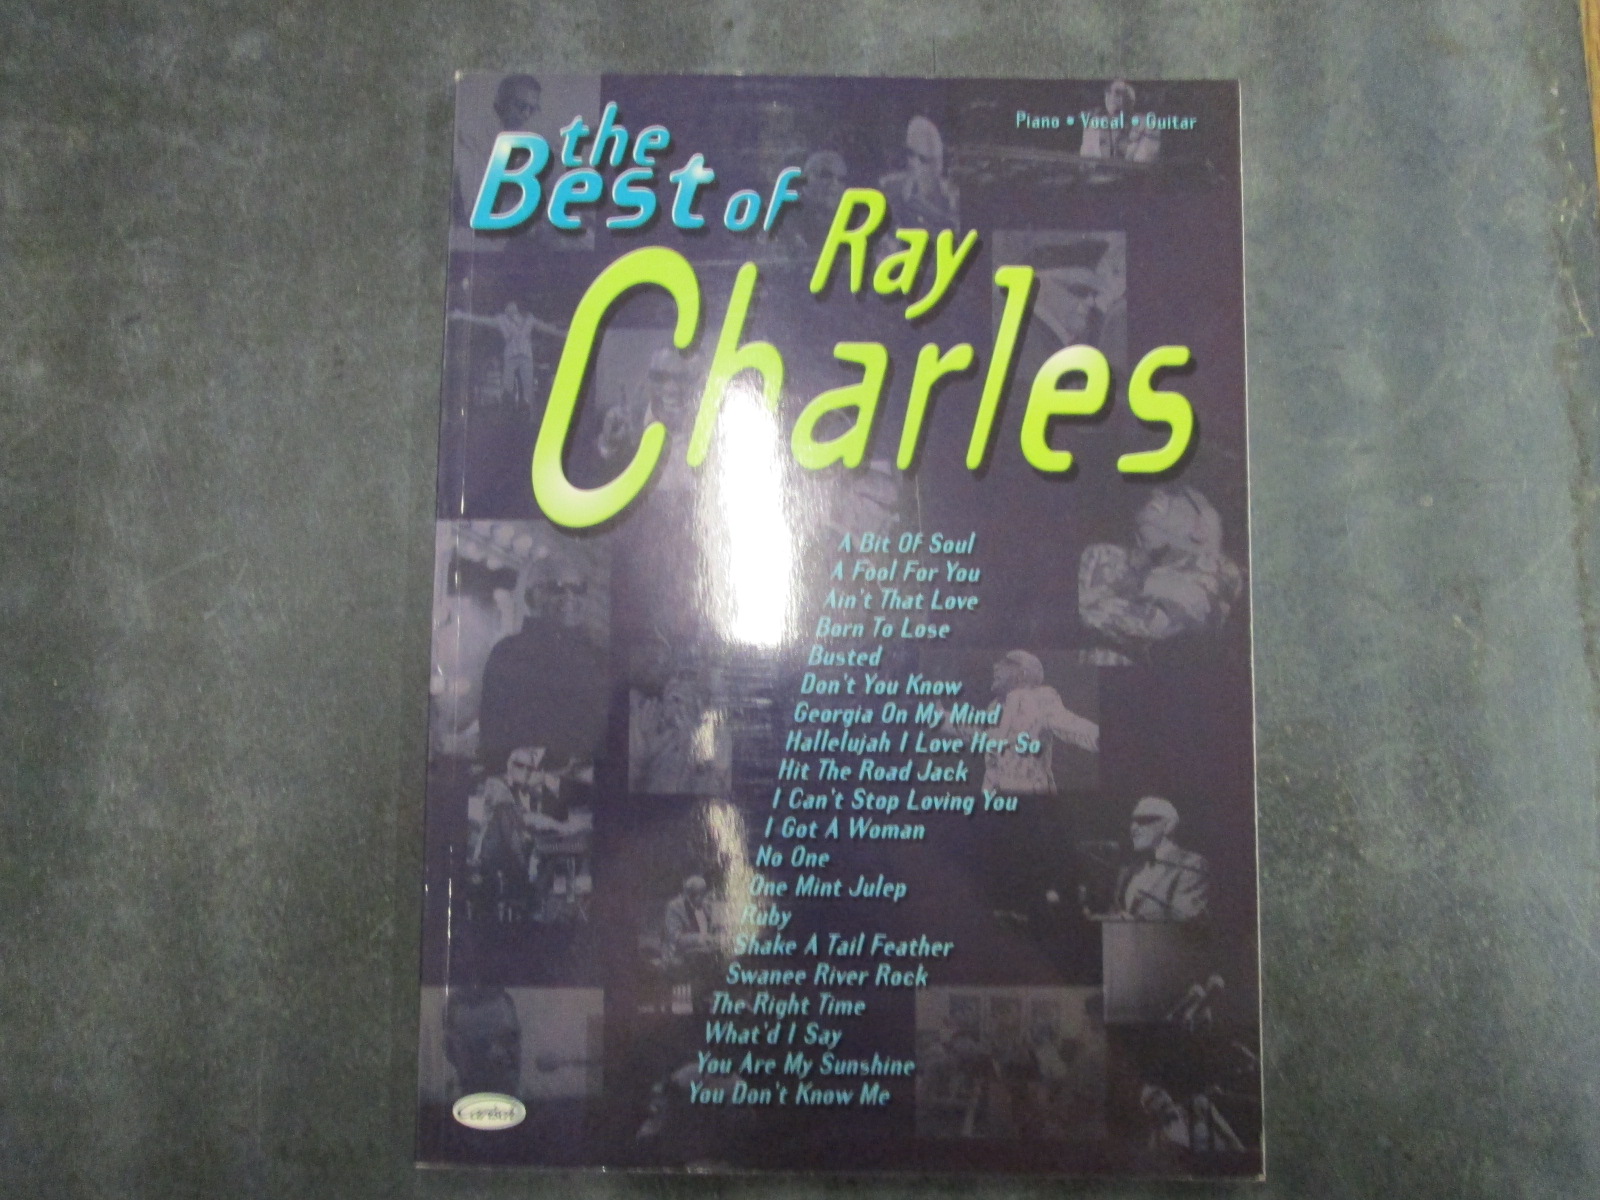 the
Best of
Ray
Charles
Piano • Vocal • Guitar
A Bit Of Soul
A Fool For You
Ain't That Love
Born To Lose
Busted
Don't You Know
Georgia On My Mind
Hallelujah I Love Her So
Hit The Road Jack
I Can't Stop Loving You
I Got A Woman
No One
One Mint Julep
Ruby
Shake A Tail Feather
Swanee River Rock
The Right Time
What'd I Say
You Are My Sunshine
You Don't Know Me